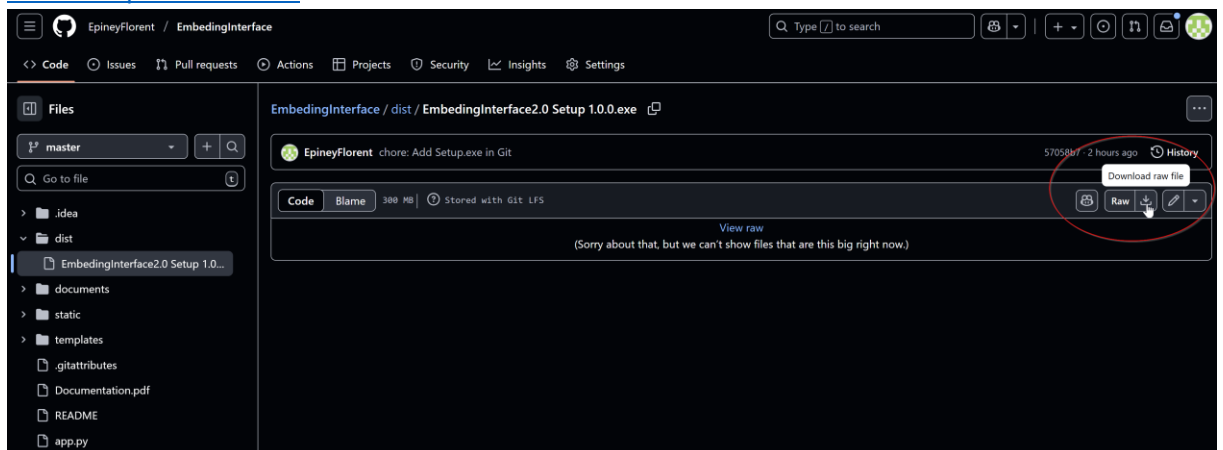 EpineyFlorent / EmbedingInterface
Type / to search
Code Issues Pull requests Actions Projects Security Insights Settings
Files
EmbedingInterface / dist / EmbedingInterface2.0 Setup 1.0.0.exe
master
EpineyFlorent chore: Add Setup.exe in Git
57058b7 · 2 hours ago History
Go to file t
Download raw file
Code Blame 300 MB Stored with Git LFS
Raw
.idea
View raw
dist
(Sorry about that, but we can't show files that are this big right now.)
EmbedingInterface2.0 Setup 1.0...
documents
static
templates
.gitattributes
Documentation.pdf
README
app.py